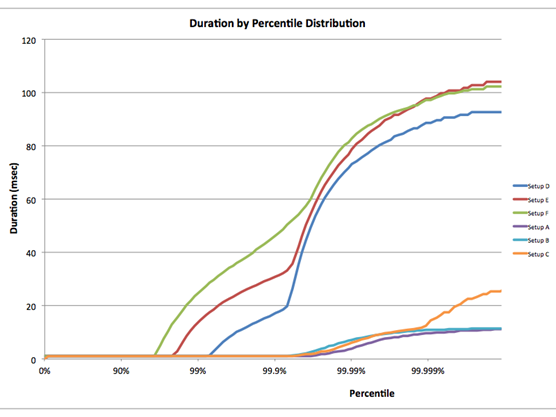 Duration by Percentile Distribution
120
100
80
60
40
20
0
Duration (msec)
0%
90%
99%
99.9%
99.99%
99.999%
Percentile
Setup D
Setup E
Setup F
Setup A
Setup B
Setup C